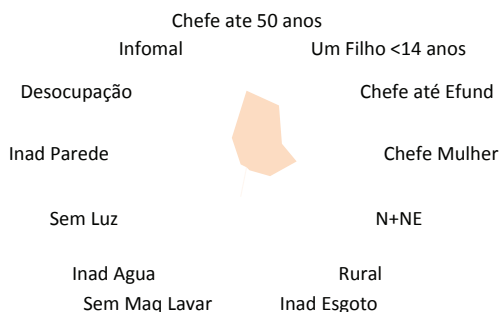 Chefe ate 50 anos
Infomal
Um Filho <14 anos
Desocupação
Chefe até Efund
Inad Parede
Chefe Mulher
Sem Luz
N+NE
Inad Agua
Rural
Sem Maq Lavar
Inad Esgoto